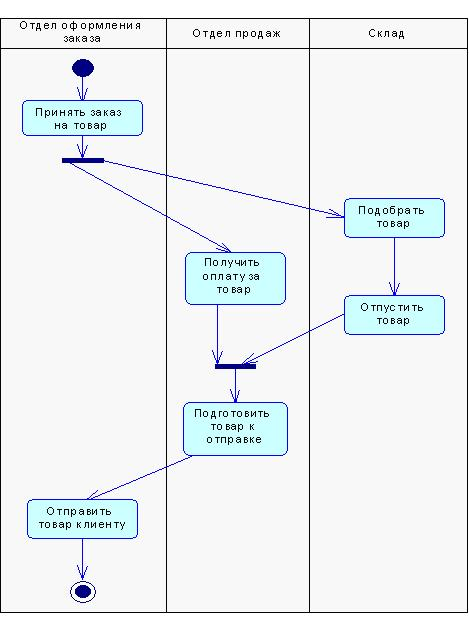 Отдел оформления
заказа
Отдел продаж
Склад
Принять заказ
на товар
Подобрать
товар
Получить
оплату за
товар
Отпустить
товар
Подготовить
товар к
отправке
Отправить
товар клиенту